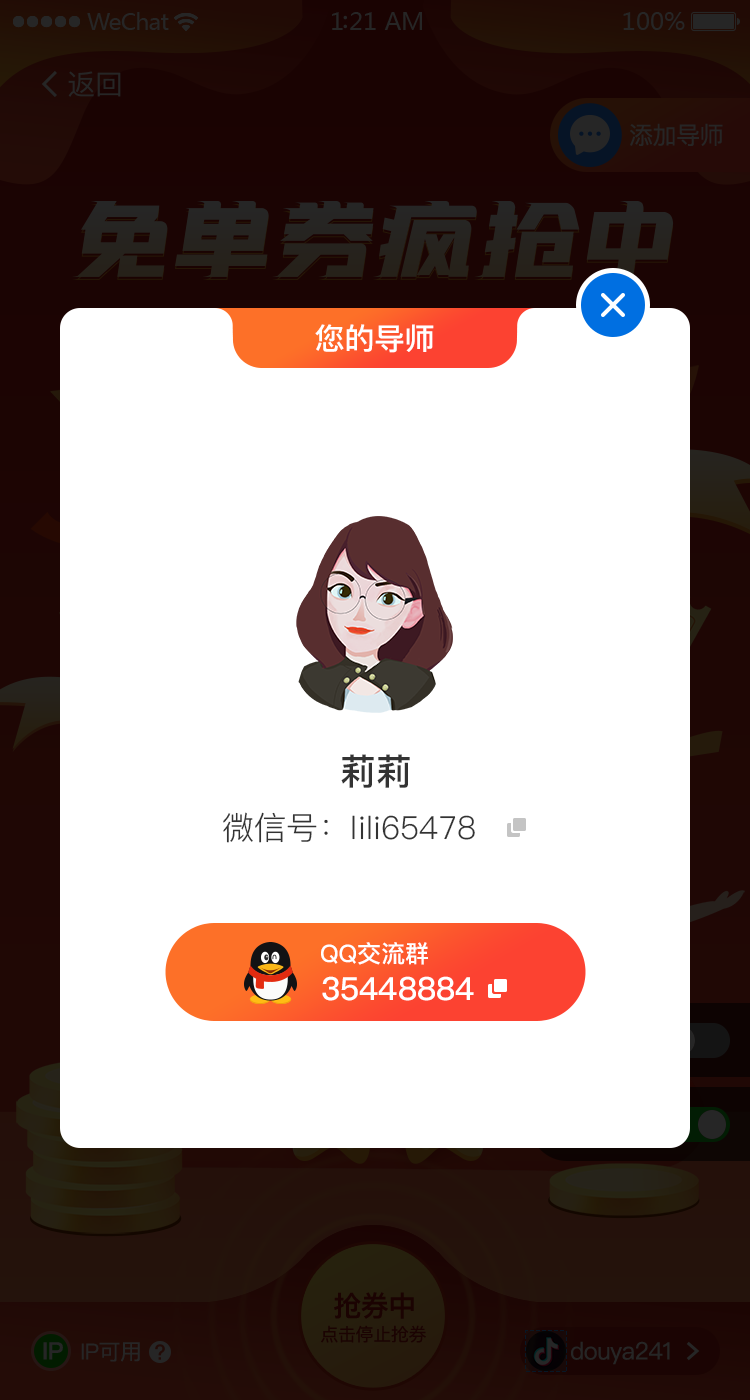 WeChat 1:21 AM 100%
返回
添加导师
免单券疯抢中
您的导师
莉莉
微信号：lili65478
QQ交流群
35448884
抢券中
点击停止抢券
IP IP可用 ?
douya241